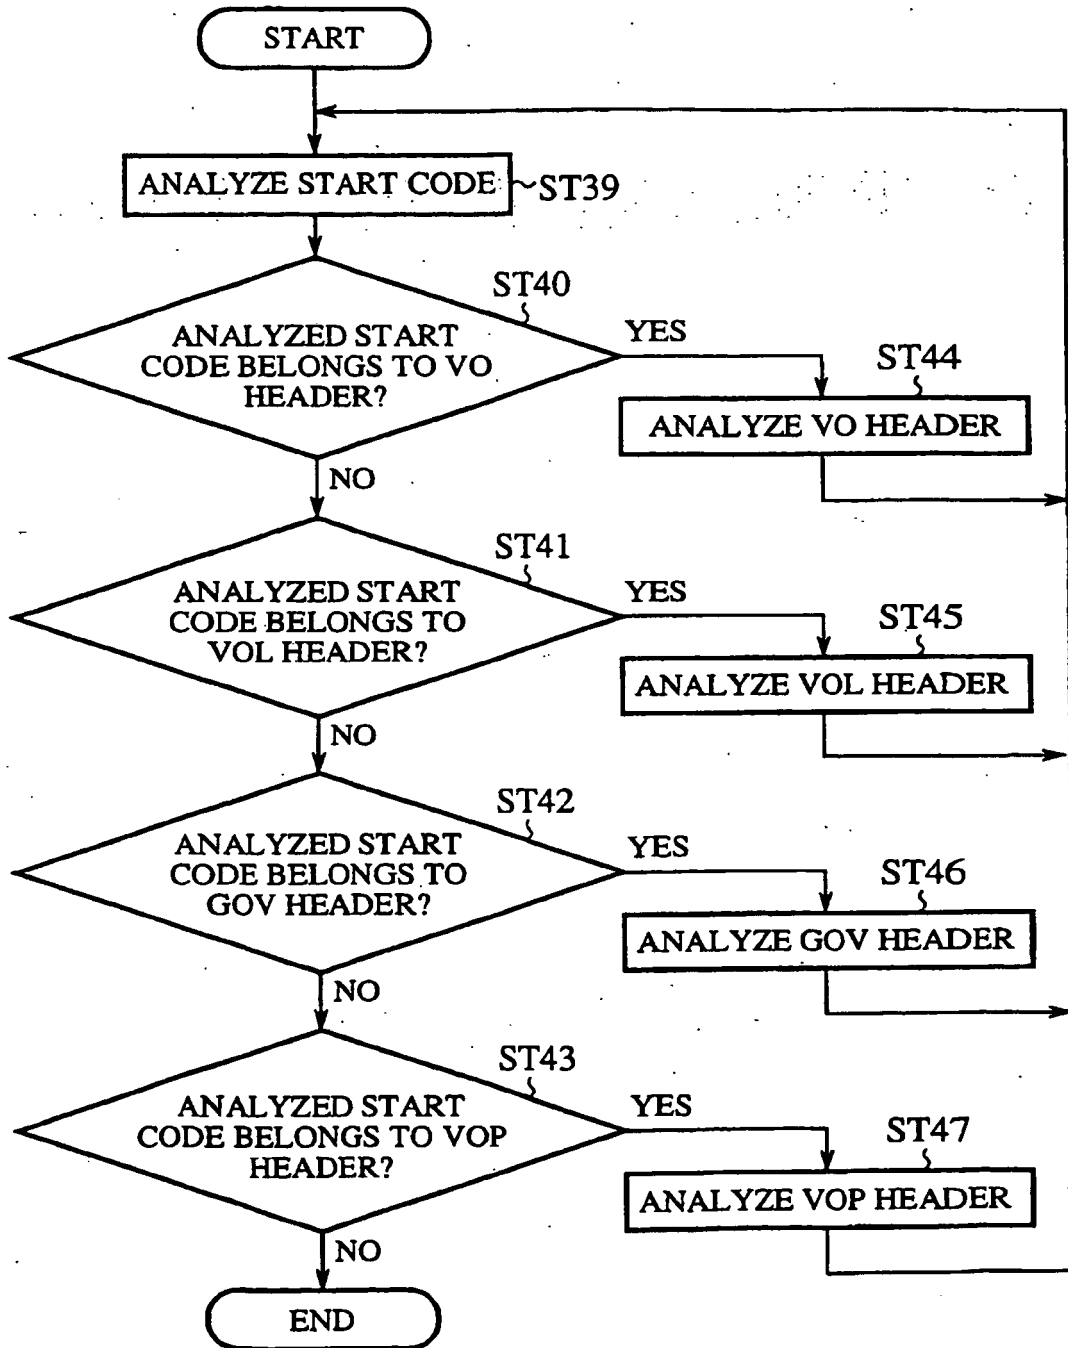 START
ANALYZE START CODE
ST39
ST40
ANALYZED START
CODE BELONGS TO VO
HEADER?
YES
ST44
ANALYZE VO HEADER
NO
ST41
ANALYZED START
CODE BELONGS TO
VOL HEADER?
YES
ST45
ANALYZE VOL HEADER
NO
ST42
ANALYZED START
CODE BELONGS TO
GOV HEADER?
YES
ST46
ANALYZE GOV HEADER
NO
ST43
ANALYZED START
CODE BELONGS TO VOP
HEADER?
YES
ST47
ANALYZE VOP HEADER
NO
END